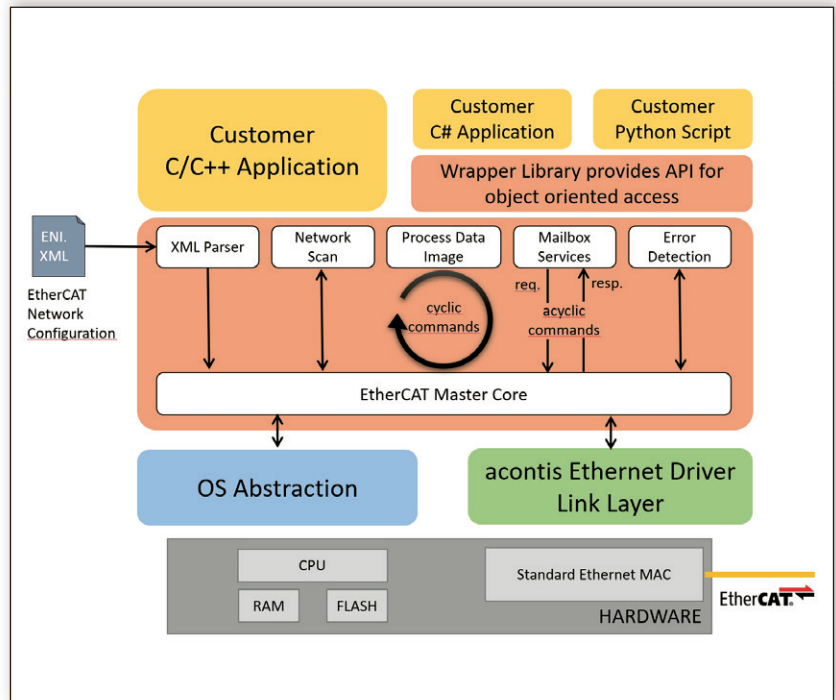 Customer
C/C++ Application
Customer
C# Application
Customer
Python Script
Wrapper Library provides API for
object oriented access
ENI.
XML
EtherCAT
Network
Configuration
XML Parser
Network
Scan
Process Data
Image
Mailbox
Services
Error
Detection
cyclic
commands
req.
resp.
acyclic
commands
EtherCAT Master Core
OS Abstraction
acontis Ethernet Driver
Link Layer
CPU
RAM
FLASH
Standard Ethernet MAC
HARDWARE
EtherCAT®